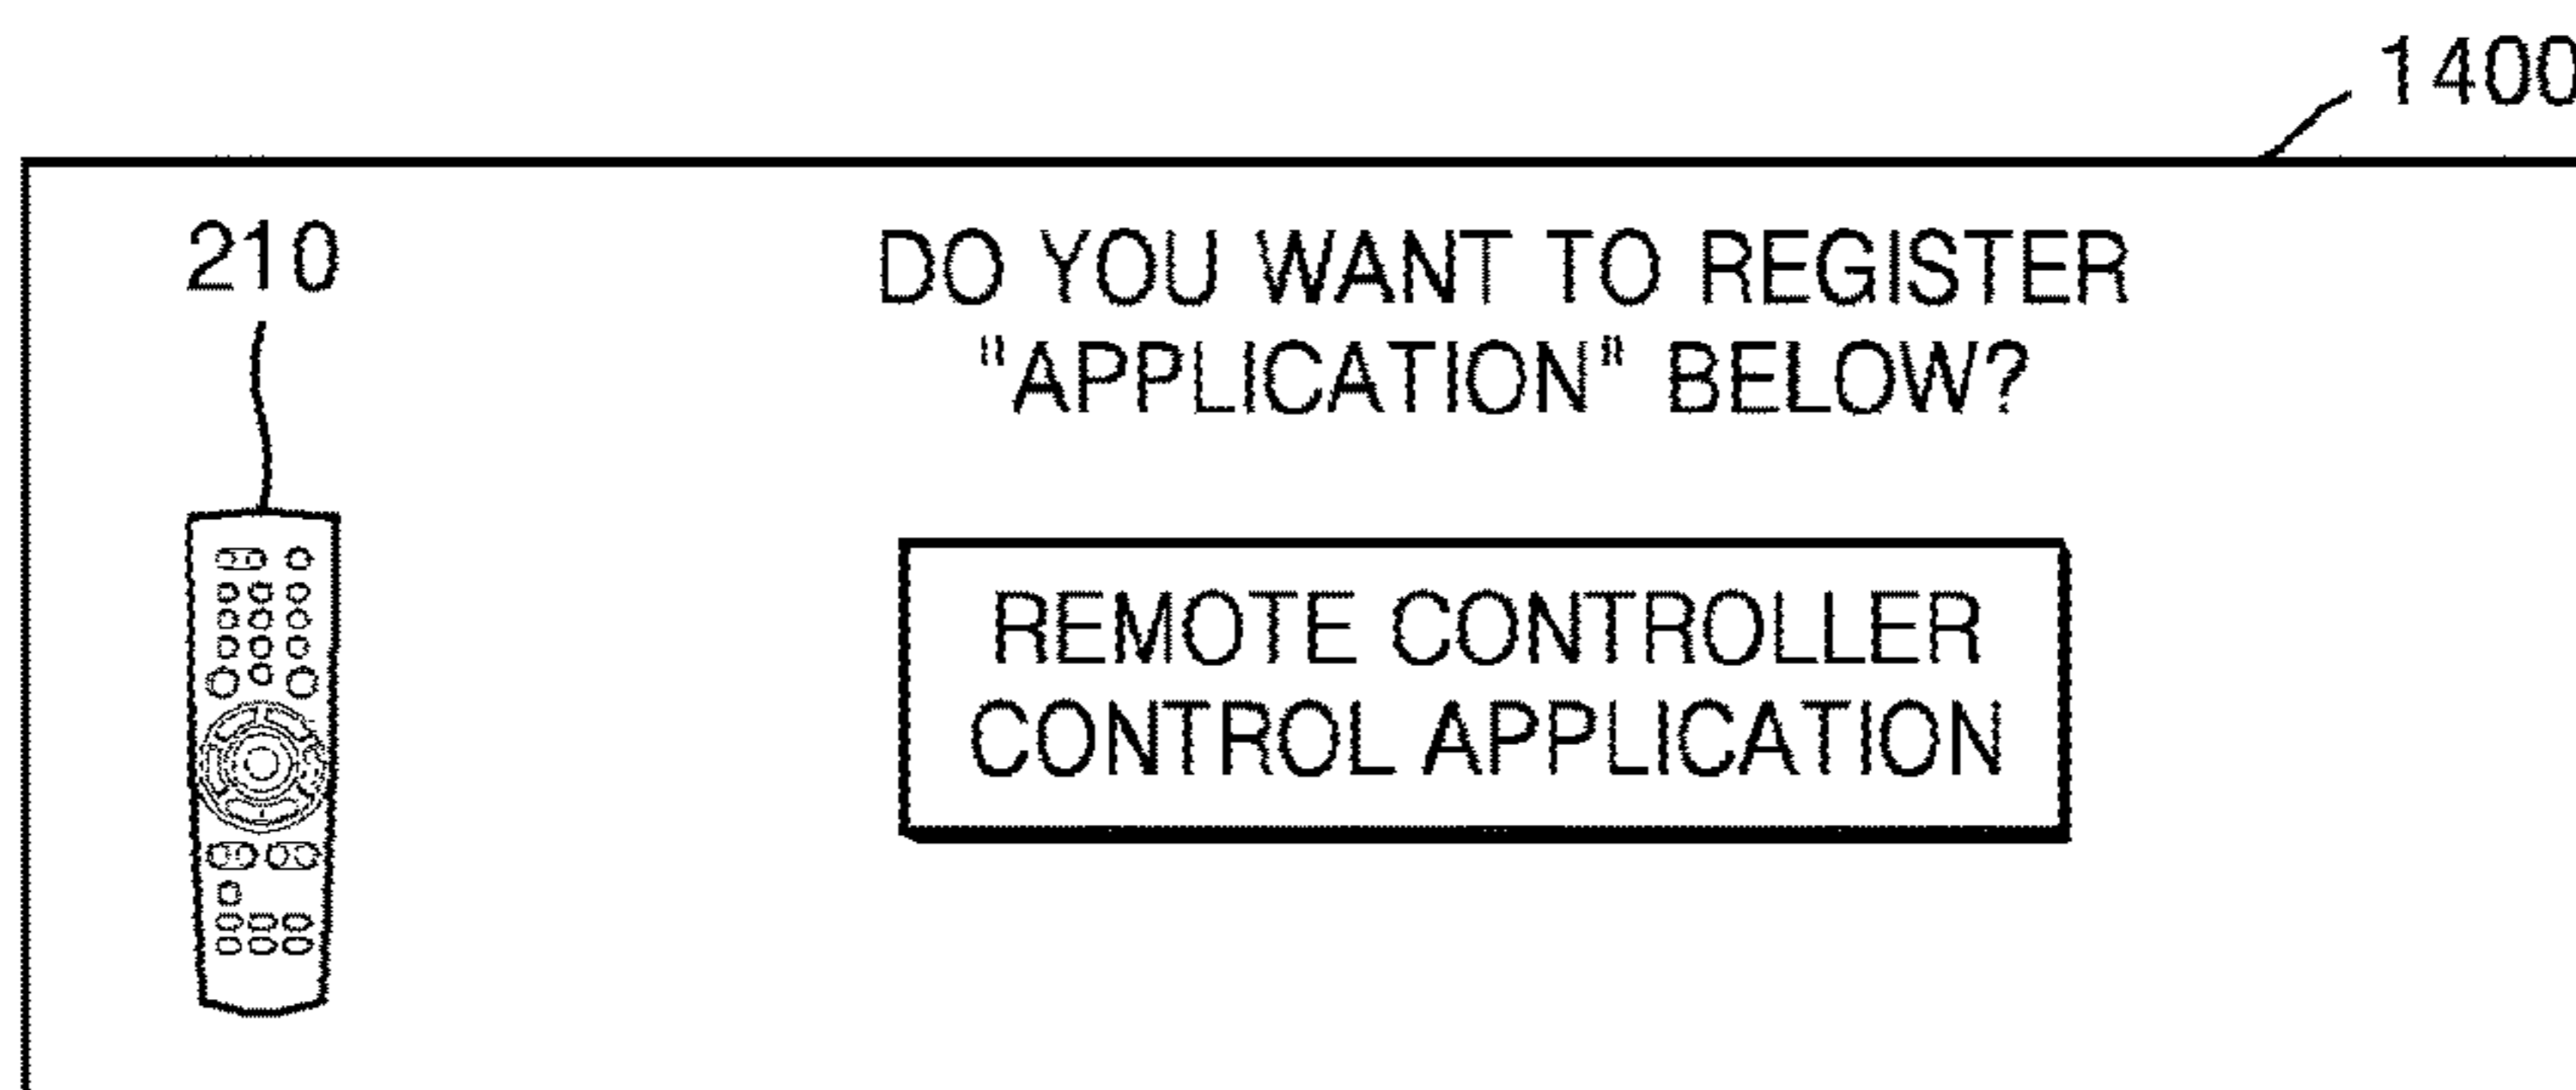 1400
210
DO YOU WANT TO REGISTER
"APPLICATION" BELOW?
REMOTE CONTROLLER
CONTROL APPLICATION